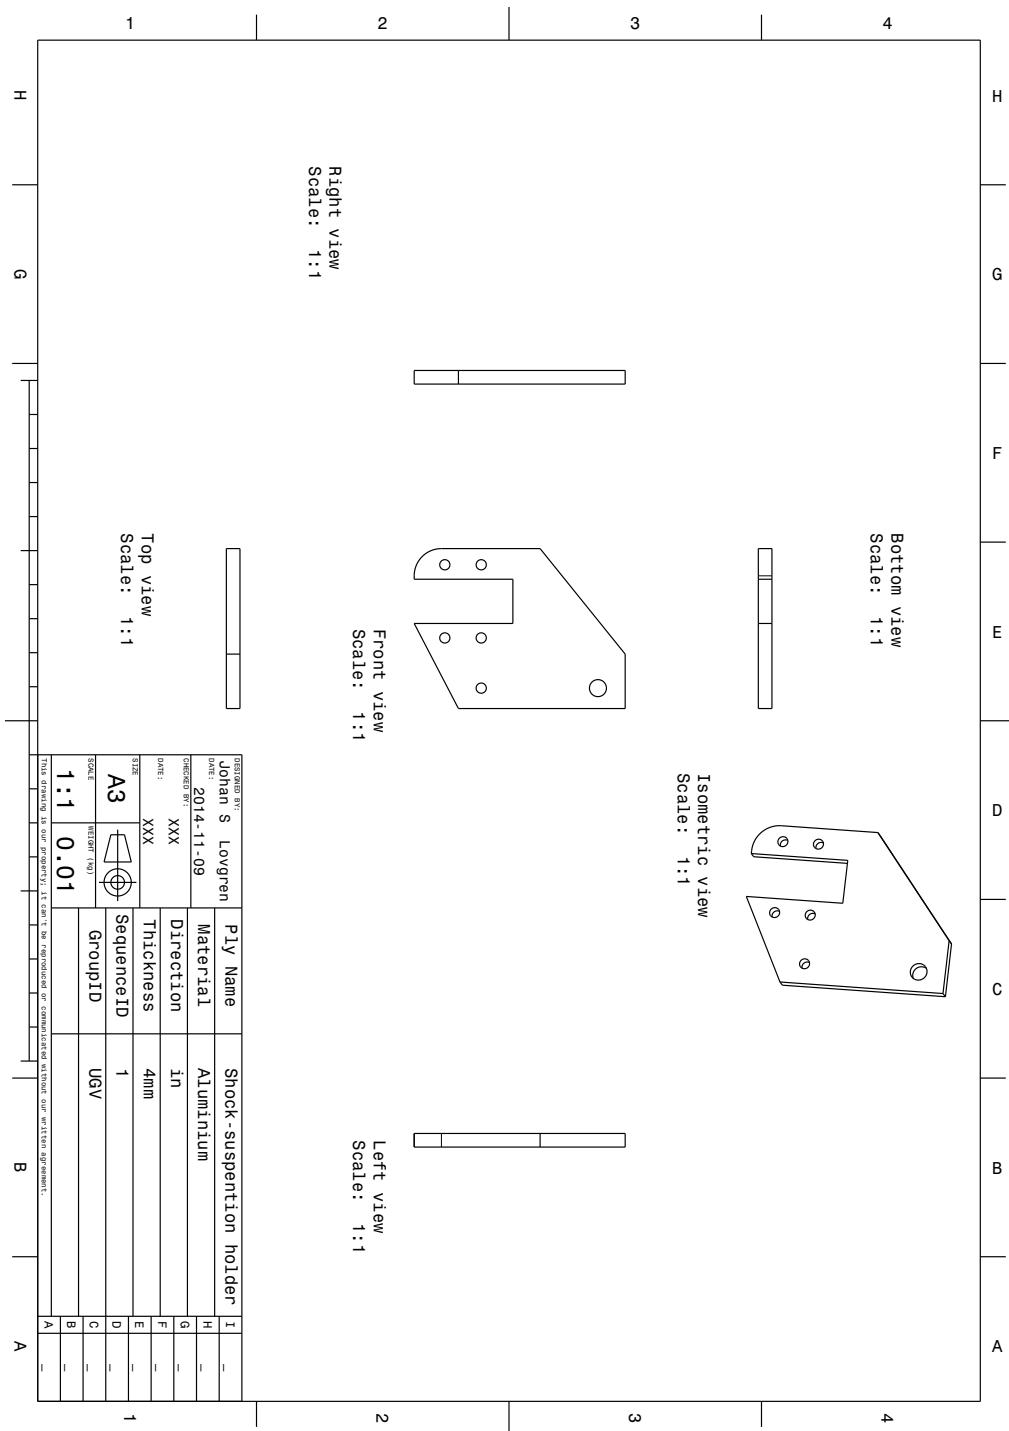 1
2
3
4
H
H
G
G
F
F
E
E
D
C
B
B
A
A
1
2
3
4
Right view
Scale:  1:1
Top view
Scale:  1:1
Front view
Scale:  1:1
Bottom view
Scale:  1:1
Isometric view
Scale:  1:1
Left view
Scale:  1:1
DESIGNED BY:
Johan S Lovgren
DATE:
2014-11-09
CHECKED BY:
XXX
DATE:
XXX
SIZE
A3
SCALE
1:1
WEIGHT (kg)
0.01
Ply Name Shock-suspention holder
Material Aluminium
Direction in
Thickness 4mm
SequenceID 1
GroupID UGV
This drawing is our property; it can't be reproduced or communicated without our written agreement.
I _
H _
G _
F _
E _
D _
C _
B _
A _